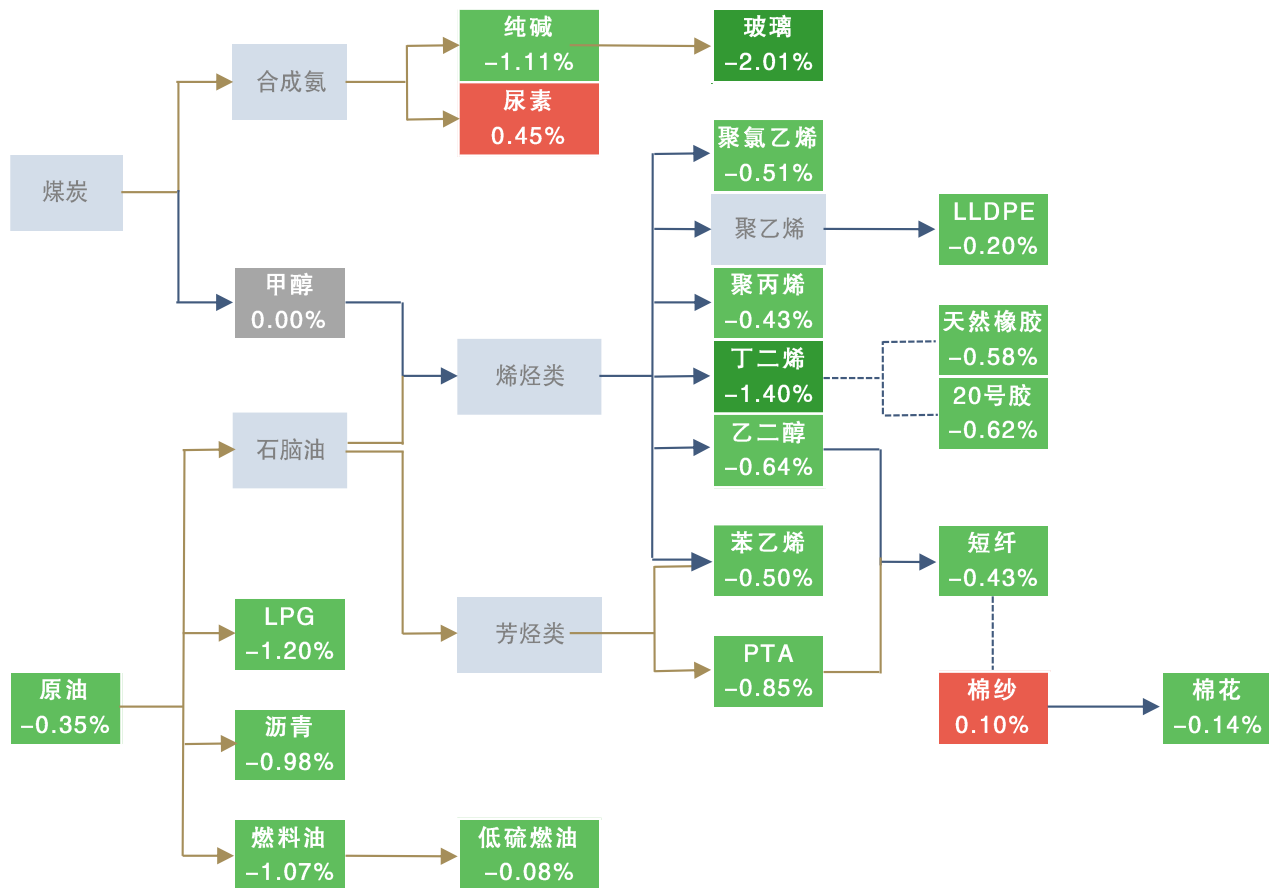 纯碱
-1.11%
玻璃
-2.01%
合成氨
尿素
0.45%
聚氯乙烯
-0.51%
煤炭
聚乙烯
LLDPE
-0.20%
甲醇
0.00%
聚丙烯
-0.43%
天然橡胶
-0.58%
烯烃类
丁二烯
-1.40%
20号胶
-0.62%
石脑油
乙二醇
-0.64%
苯乙烯
-0.50%
短纤
-0.43%
LPG
-1.20%
芳烃类
PTA
-0.85%
原油
-0.35%
棉纱
0.10%
棉花
-0.14%
沥青
-0.98%
燃料油
-1.07%
低硫燃油
-0.08%